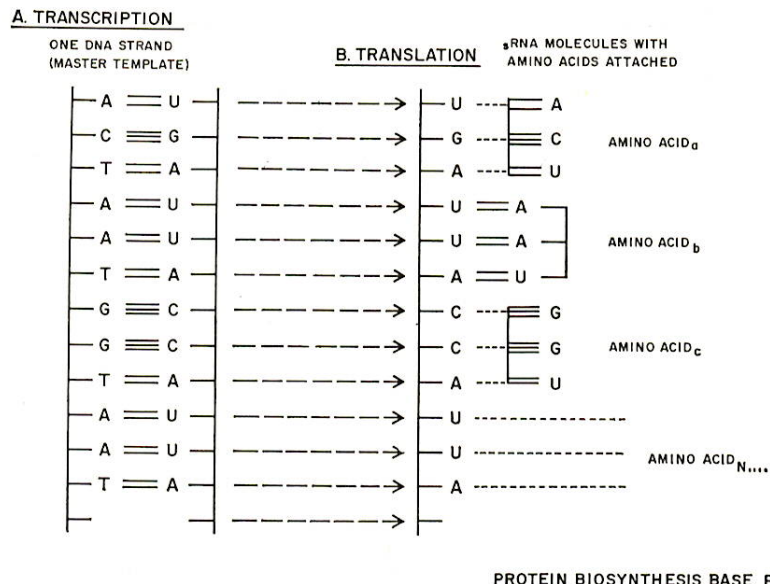 A. TRANSCRIPTION
ONE DNA STRAND
(MASTER TEMPLATE)
B. TRANSLATION
sRNA MOLECULES WITH
AMINO ACIDS ATTACHED
A U U A
C G G C AMINO ACIDa
T A A U
A U U A
A U U A AMINO ACIDb
T A A U
G C C G
G C C G AMINO ACIDc
T A A U
A U U
A U U AMINO ACIDN....
T A A
PROTEIN BIOSYNTHESIS BASE